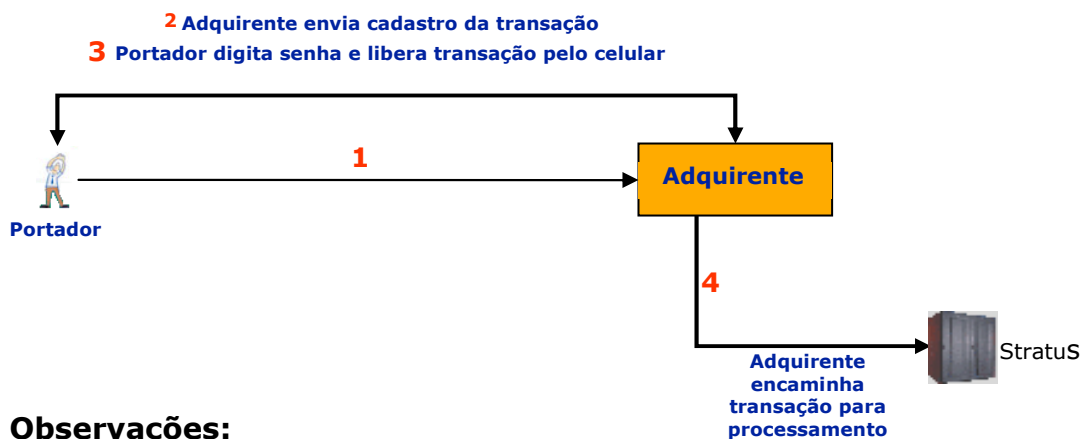 2 Adquirente envia cadastro da transação
3 Portador digita senha e libera transação pelo celular
1
Adquirente
Portador
4
Stratus
Adquirente
encaminha
transação para
processamento
Observações: